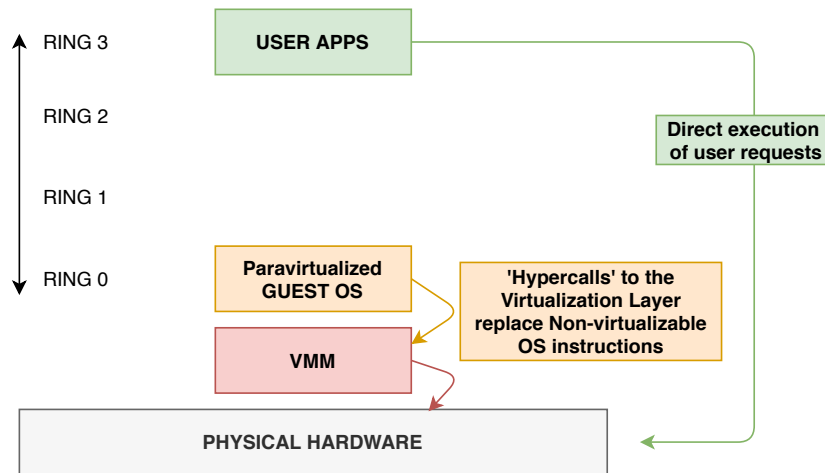 RING 3
USER APPS
RING 2
Direct execution
of user requests
RING 1
RING 0
Paravirtualized
GUEST OS
'Hypercalls' to the
Virtualization Layer
replace Non-virtualizable
OS instructions
VMM
PHYSICAL HARDWARE